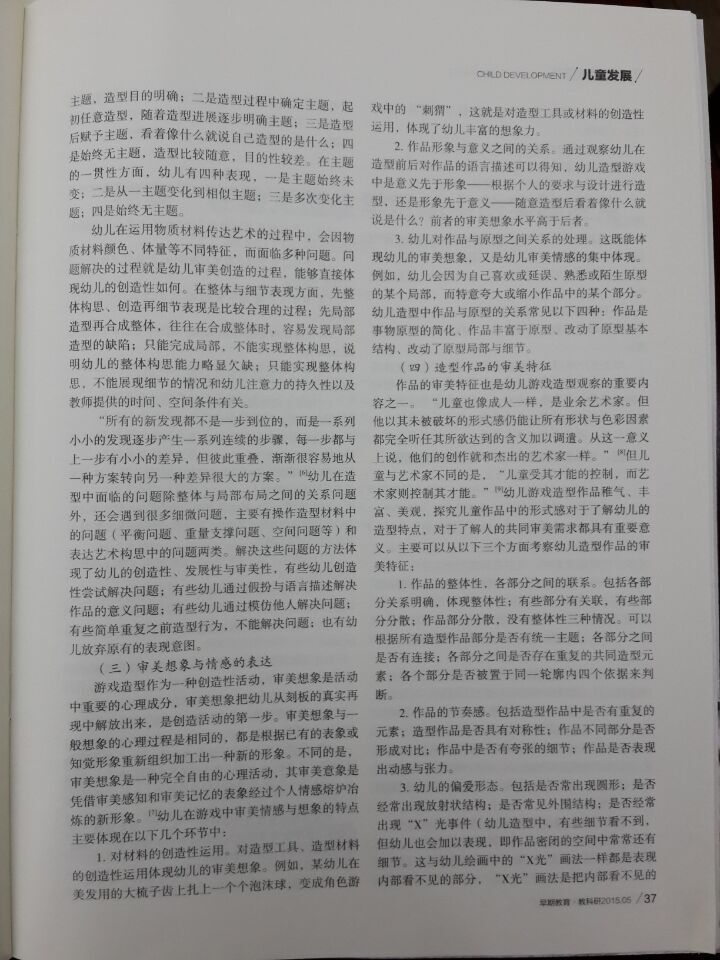 CHILD DEVELOPMENT / 儿童发展 /
主题，造型目的明确；二是造型过程中确定主题，起
初任意造型，随着造型进展逐步明确主题；三是造型
后赋予主题，看着像什么就说自己造型的是什么；四
是始终无主题，造型比较随意，目的性较差。在主题
的一贯性方面，幼儿有四种表现，一是主题始终未
变；二是从一主题变化到相似主题；三是多次变化主
题；四是始终无主题。
幼儿在运用物质材料传达艺术的过程中，会因物
质材料颜色、体量等不同特征，而面临多种问题。问
题解决的过程就是幼儿审美创造的过程，能够直接体
现幼儿的创造性如何。在整体与细节表现方面，先整
体构思、创造再细节表现是比较合理的过程；先局部
造型再合成整体，往往在合成整体时，容易发现局部
造型的缺陷；只能完成局部，不能实现整体构思，说
明幼儿的整体构思能力略显欠缺；只能实现整体构
思，不能展现细节的情况和幼儿注意力的持久性以及
教师提供的时间、空间条件有关。
“所有的新发现都不是一步到位的，而是一系列
小小的发现逐步产生一系列连续的步骤，每一步都与
上一步有小小的差异，但彼此重叠，渐渐很容易地从
一种方案转向另一种差异很大的方案。”[6]幼儿在造
型中面临的问题除整体与局部布局之间的关系问题
外，还会遇到很多细微问题，主要有操作造型材料中
的问题（平衡问题、重量支撑问题、空间问题等）和
表达艺术构思中的问题两类。解决这些问题的方法体
现了幼儿的创造性、发展性与审美性，有些幼儿创造
性尝试解决问题；有些幼儿通过假扮与语言描述解决
作品的意义问题；有些幼儿通过模仿他人解决问题；
有些简单重复之前造型行为，不能解决问题；也有幼
儿放弃原有的表现意图。
（三）审美想象与情感的表达
游戏造型作为一种创造性活动，审美想象是活动
中重要的心理成分，审美想象把幼儿从刻板的真实再
现中解放出来，是创造活动的第一步。审美想象与一
般想象的心理过程是相同的，都是根据已有的表象或
知觉形象重新组织加工出一种新的形象。不同的是，
审美想象是一种完全自由的心理活动，其审美意象是
凭借审美感知和审美记忆的表象经过个人情感熔炉冶
炼的新形象。[7]幼儿在游戏中审美情感与想象的特点
主要体现在以下几个环节中：
1. 对材料的创造性运用。对造型工具、造型材料
的创造性运用体现幼儿的审美想象。例如，某幼儿在
美发用的大梳子齿上扎上一个个泡沫球，变成角色游
戏中的“刺猬”，这就是对造型工具或材料的创造性
运用，体现了幼儿丰富的想象力。
2. 作品形象与意义之间的关系。通过观察幼儿在
造型前后对作品的语言描述可以得知，幼儿造型游戏
中是意义先于形象——根据个人的要求与设计进行造
型，还是形象先于意义——随意造型后看着像什么就
说是什么？前者的审美想象水平高于后者。
3. 幼儿对作品与原型之间关系的处理。这既能体
现幼儿的审美想象，又是幼儿审美情感的集中体现。
例如，幼儿会因为自己喜欢或延误、熟悉或陌生原型
的某个局部，而特意夸大或缩小作品中的某个部分。
幼儿造型中作品与原型的关系常见以下四种：作品是
事物原型的简化、作品丰富于原型、改动了原型基本
结构、改动了原型局部与细节。
（四）造型作品的审美特征
作品的审美特征也是幼儿游戏造型观察的重要内
容之一。“儿童也像成人一样，是业余艺术家。但
他以其未被破坏的形式感仍能让所有形状与色彩因素
都完全听任其所欲达到的含义加以调遣。从这一意义
上说，他们的创作就和杰出的艺术家一样。”[8]但儿
童与艺术家不同的是，“儿童受其才能的控制，而艺
术家则控制其才能。”[9]幼儿游戏造型作品稚气、丰
富、美观，探究儿童作品中的形式感对于了解幼儿的
造型特点，对于了解人的共同审美需求都具有重要意
义。主要可以从以下三个方面考察幼儿造型作品的审
美特征：
1. 作品的整体性，各部分之间的联系。包括各部
分关系明确，体现整体性；有些部分有关联，有些部
分分散；作品部分分散，没有整体性三种情况。可以
根据所有造型作品部分是否有统一主题；各部分之间
是否有连接；各部分之间是否存在重复的共同造型元
素；各个部分是否被置于同一轮廓内四个依据来判
断。
2. 作品的节奏感。包括造型作品中是否有重复的
元素；造型作品是否具有对称性；作品不同部分是否
形成对比；作品中是否有夸张的细节；作品是否表现
出动感与张力。
3. 幼儿的偏爱形态。包括是否常出现圆形；是否
经常出现放射状结构；是否常见外围结构；是否经常
出现“X”光事件（幼儿造型中，有些细节看不到，
但幼儿也会加以表现，即作品密闭的空间中常常还有
细节。这与幼儿绘画中的“X光”画法一样都是表现
内部看不见的部分，“X光”画法是把内部看不见的
早期教育·教科研2015.05 / 37